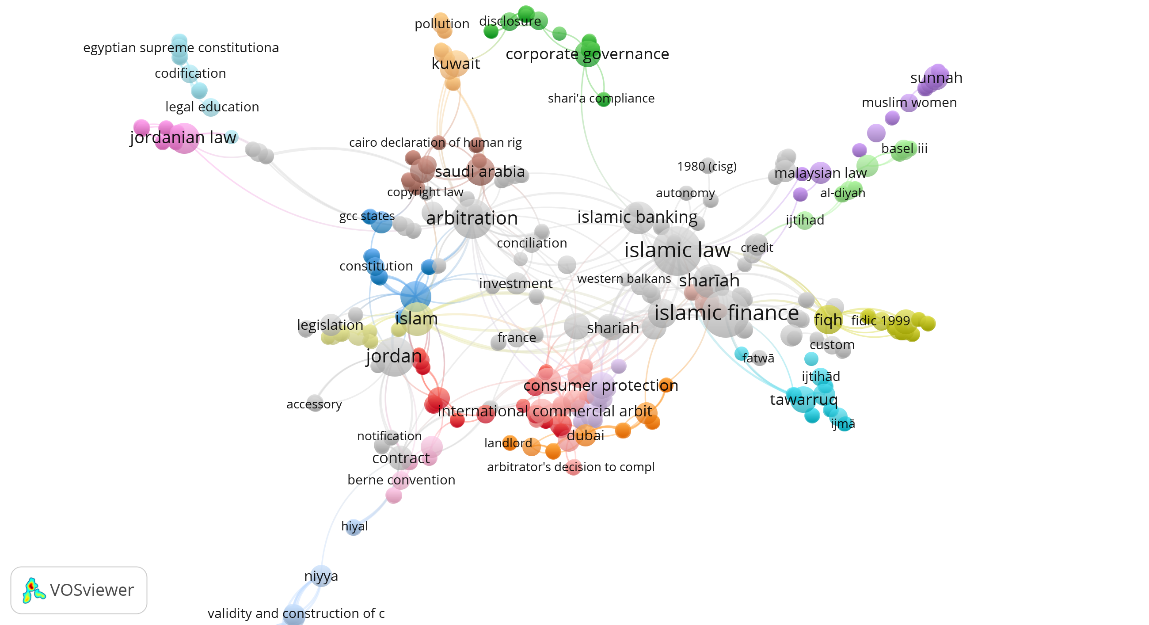 pollution
disclosure
egyptian supreme constitutiona
corporate governance
kuwait
codification
sunnah
shari'a compliance
muslim women
legal education
jordanian law
cairo declaration of human rig
basel iii
saudi arabia
1980 (cisg)
malaysian law
copyright law
autonomy
al-diyah
gcc states
arbitration
islamic banking
ijtihad
conciliation
islamic law
credit
constitution
investment
western balkans
sharīah
islam
islamic finance
fiqh
fidic 1999
legislation
shariah
france
custom
jordan
fatwā
ijtihād
consumer protection
tawarruq
accessory
international commercial arbit
ijmā
notification
landlord
dubai
contract
arbitrator's decision to compl
berne convention
hiyal
niyya
VOSviewer
validity and construction of c